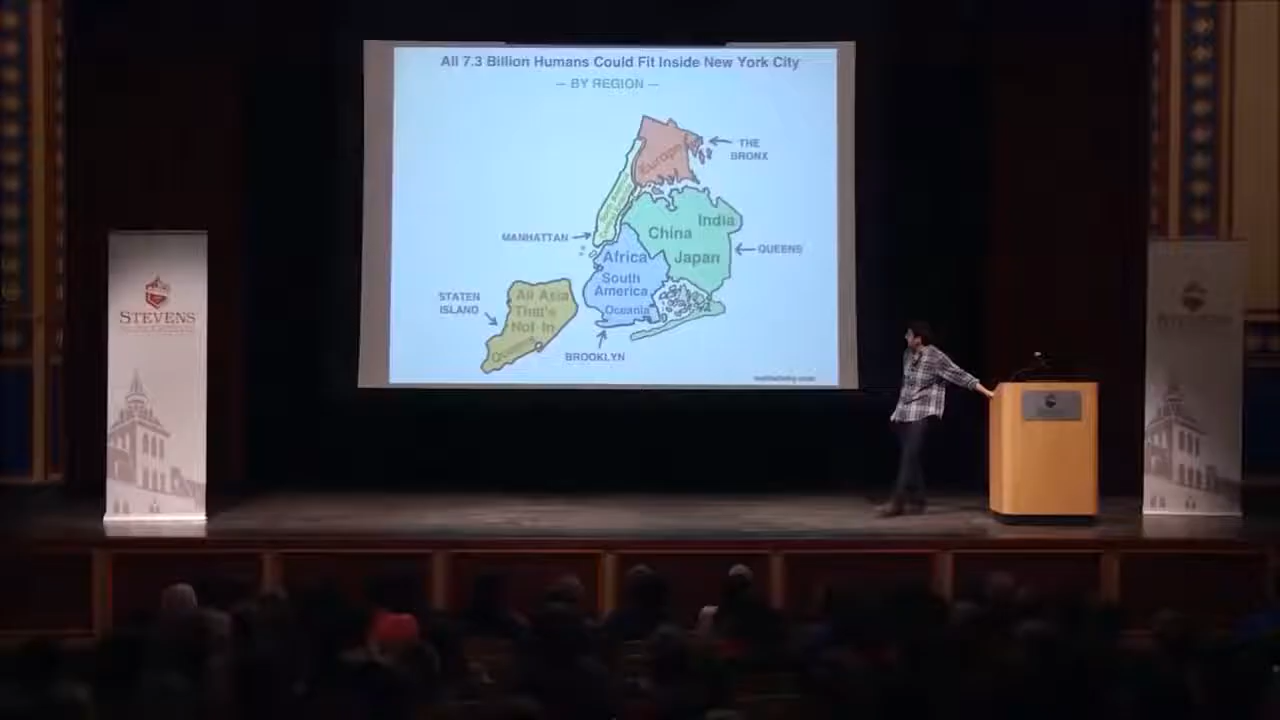 All 7.3 Billion Humans Could Fit Inside New York City
— BY REGION —
THE
BRONX
Europe
India
China
MANHATTAN
QUEENS
Africa
Japan
South
America
STATEN
ISLAND
All Asia
That's
Not In
Queens
Oceania
BROOKLYN
STEVENS